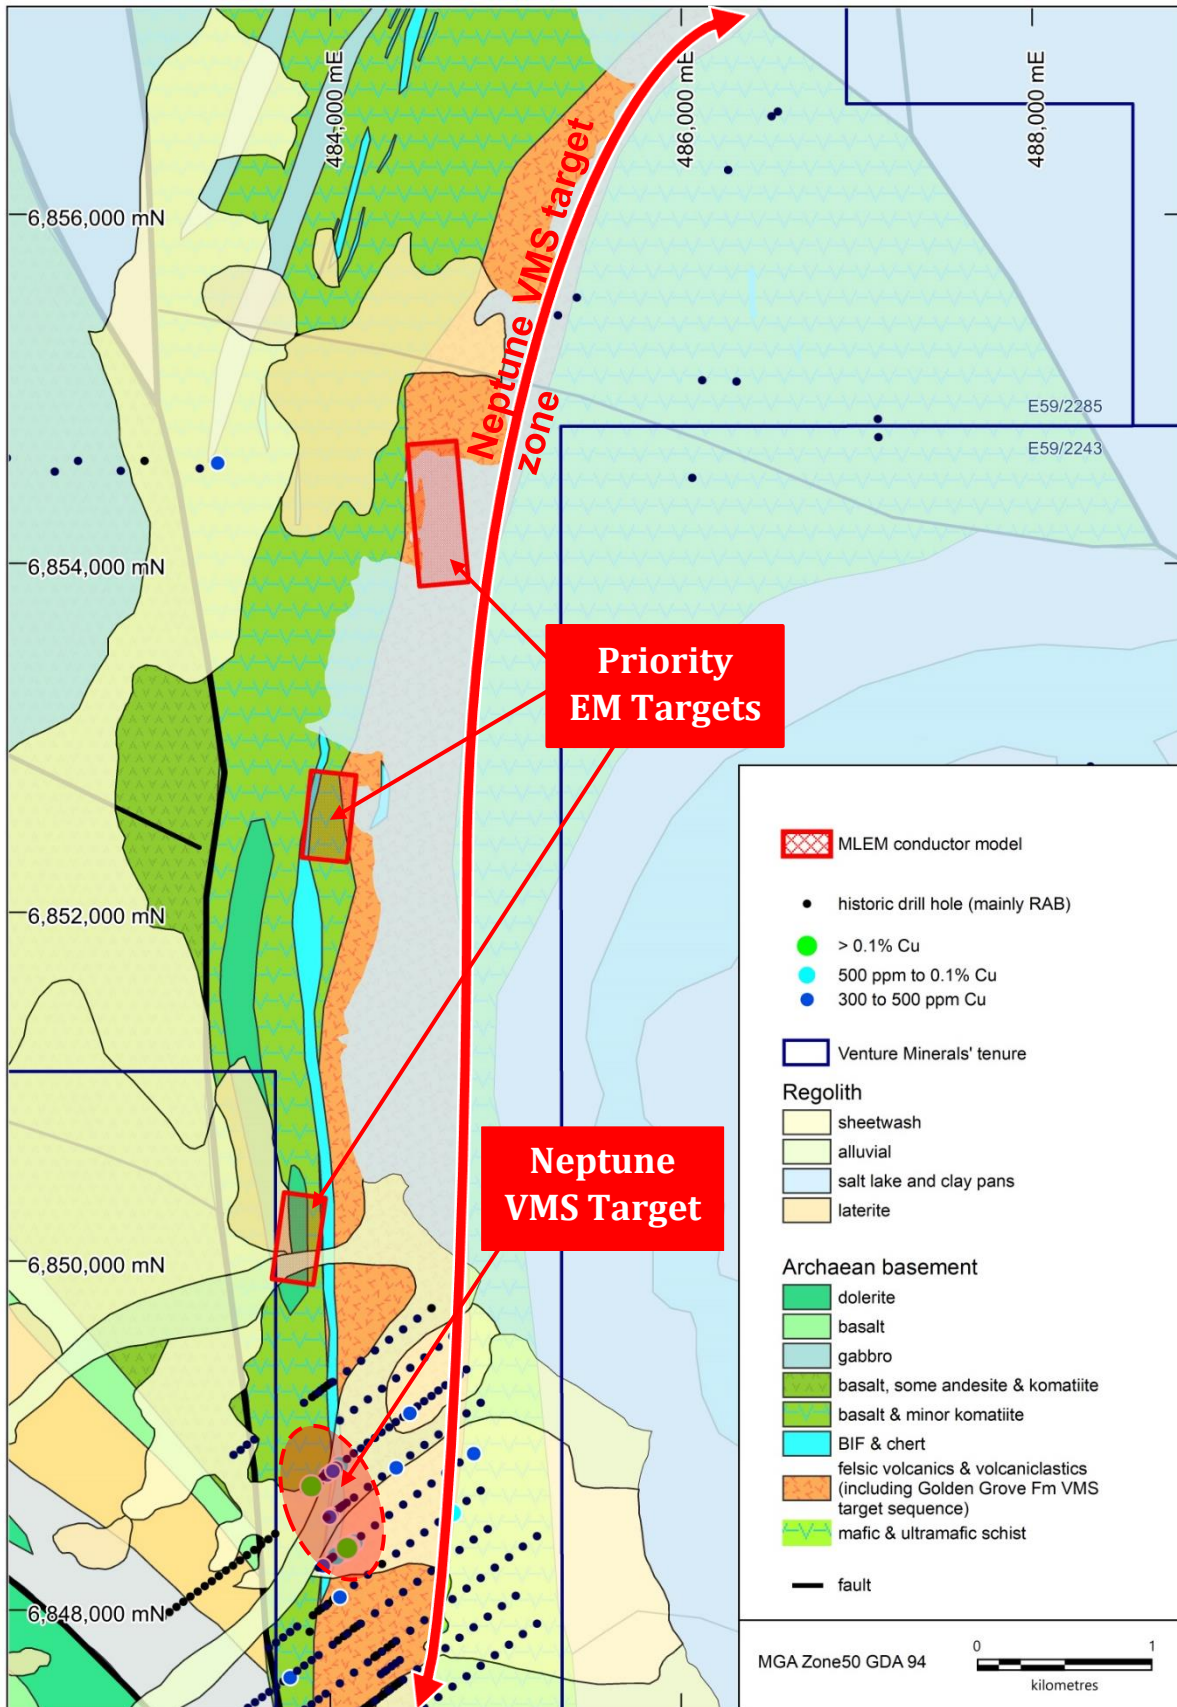 484,000 mE
486,000 mE
488,000 mE
6,856,000 mN
Neptune VMS target
zone
E59/2285
E59/2243
6,854,000 mN
Priority
EM Targets
6,852,000 mN
Neptune
VMS Target
6,850,000 mN
6,848,000 mN
MLEM conductor model
historic drill hole (mainly RAB)
> 0.1% Cu
500 ppm to 0.1% Cu
300 to 500 ppm Cu
Venture Minerals' tenure
Regolith
sheetwash
alluvial
salt lake and clay pans
laterite
Archaean basement
dolerite
basalt
gabbro
basalt, some andesite & komatiite
basalt & minor komatiite
BIF & chert
felsic volcanics & volcaniclastics
(including Golden Grove Fm VMS
target sequence)
mafic & ultramafic schist
fault
MGA Zone50 GDA 94
0 1
kilometres